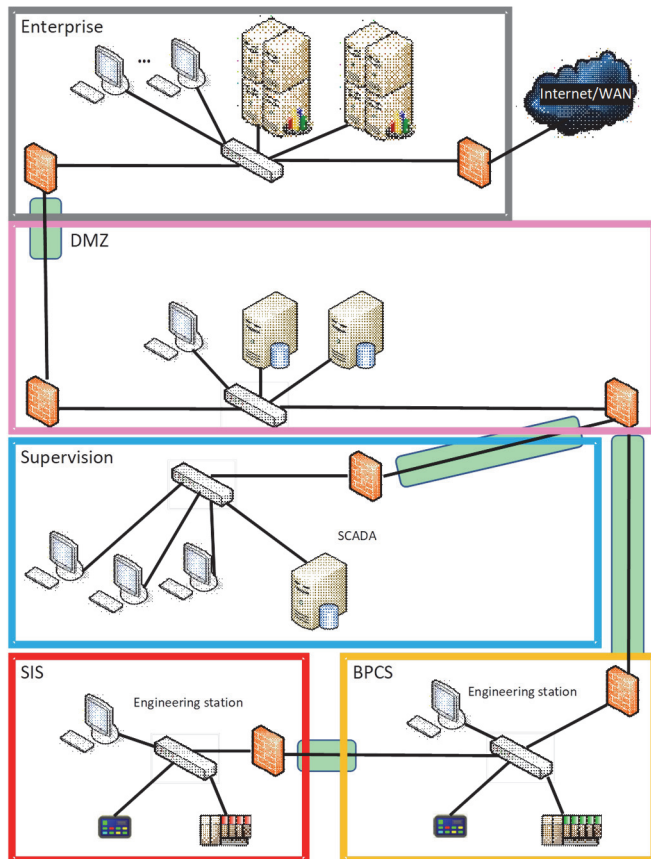 Enterprise
...
Internet/WAN
DMZ
Supervision
SCADA
SIS
Engineering station
BPCS
Engineering station